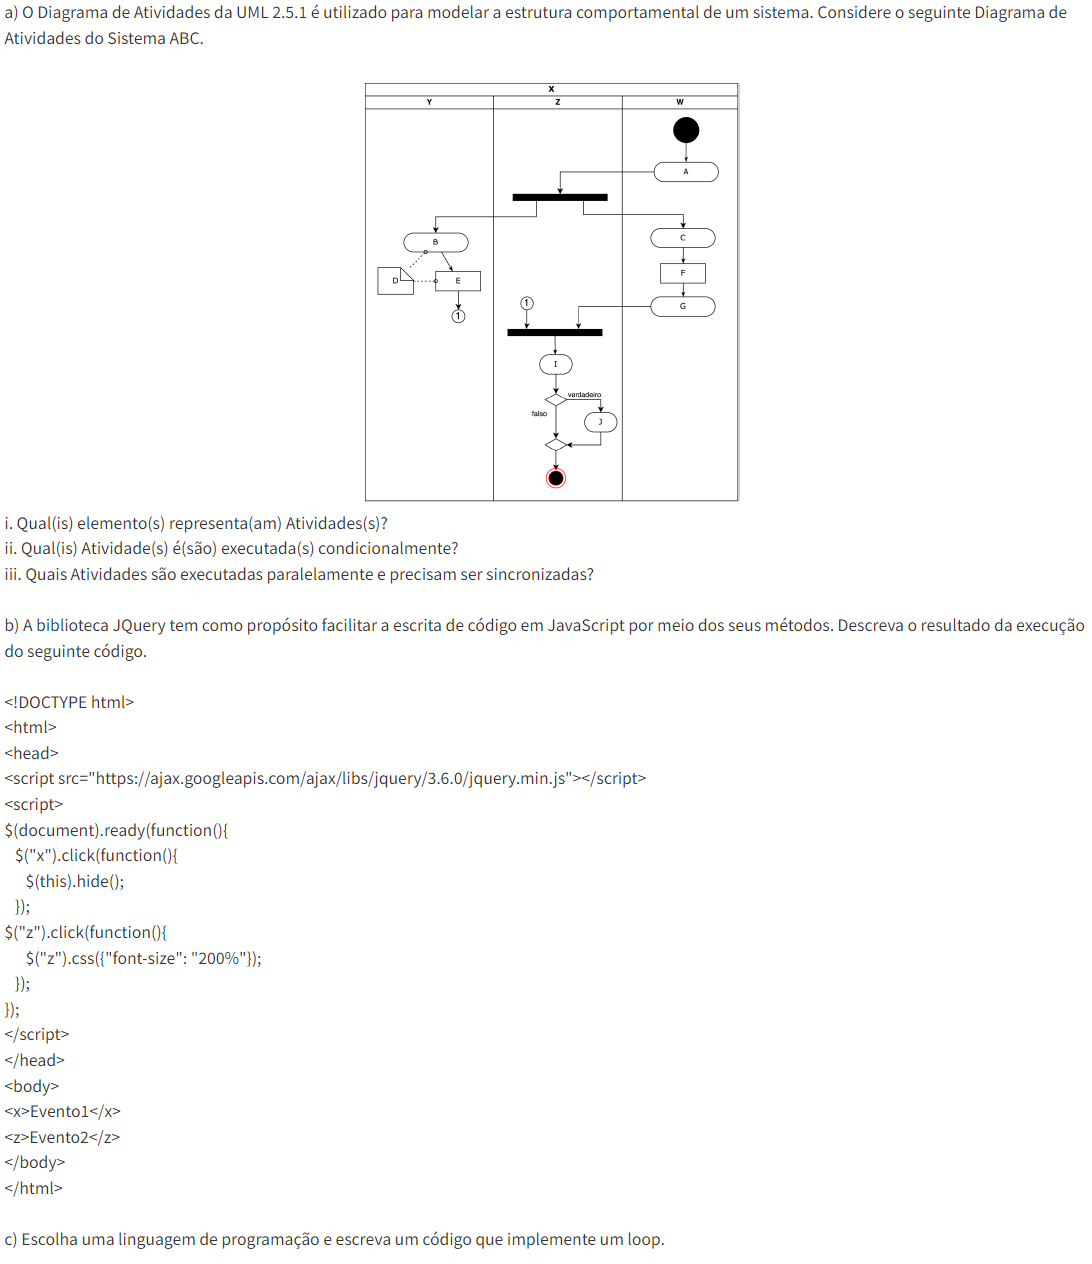 a) O Diagrama de Atividades da UML 2.5.1 é utilizado para modelar a estrutura comportamental de um sistema. Considere o seguinte Diagrama de
Atividades do Sistema ABC.
X
Y Z W
A
B
C
D
E
F
1
1
G
I
verdadeiro
falso
J
i. Qual(is) elemento(s) representa(am) Atividades(s)?
ii. Qual(is) Atividade(s) é(são) executada(s) condicionalmente?
iii. Quais Atividades são executadas paralelamente e precisam ser sincronizadas?
b) A biblioteca JQuery tem como propósito facilitar a escrita de código em JavaScript por meio dos seus métodos. Descreva o resultado da execução
do seguinte código.
<!DOCTYPE html>
<html>
<head>
<script src="https://ajax.googleapis.com/ajax/libs/jquery/3.6.0/jquery.min.js"></script>
<script>
$(document).ready(function(){
$("x").click(function(){
$(this).hide();
});
$("z").click(function(){
$("z").css({"font-size": "200%"});
});
});
</script>
</head>
<body>
<x>Evento1</x>
<z>Evento2</z>
</body>
</html>
c) Escolha uma linguagem de programação e escreva um código que implemente um loop.